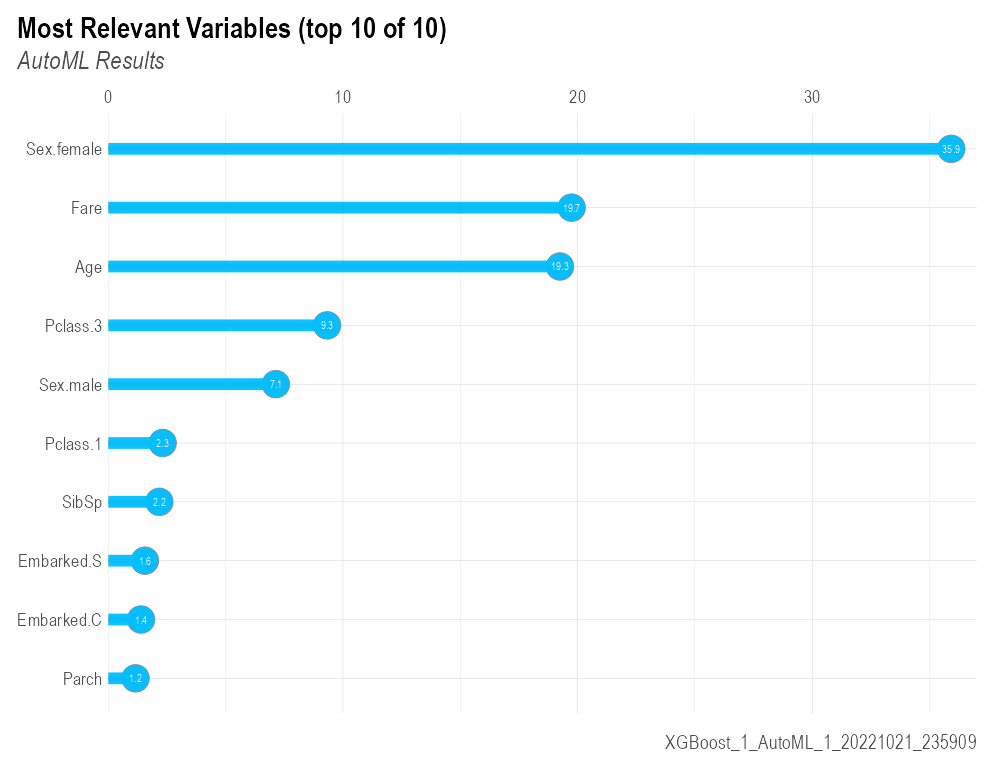 Most Relevant Variables (top 10 of 10)
AutoML Results
0 10 20 30
Sex.female 35.9
Fare 19.7
Age 19.3
Pclass.3 9.3
Sex.male 7.1
Pclass.1 2.3
SibSp 2.2
Embarked.S 1.6
Embarked.C 1.4
Parch 1.2
XGBoost_1_AutoML_1_20221021_235909